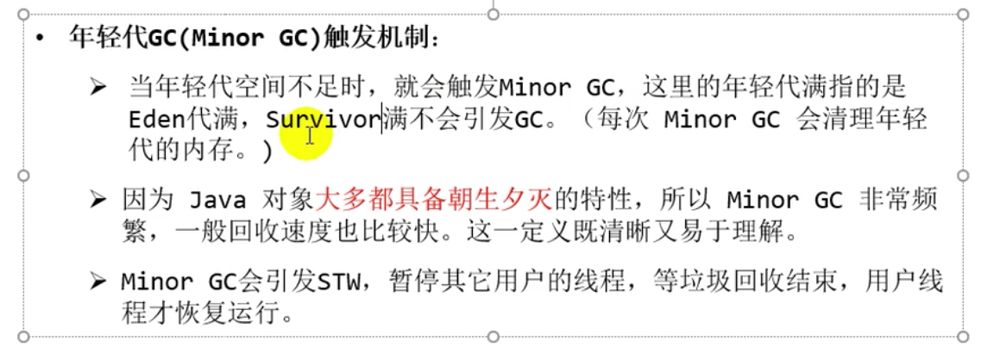 • 年轻代GC(Minor GC)触发机制：
➢ 当年轻代空间不足时，就会触发Minor GC，这里的年轻代满指的是
Eden代满，Survivor满不会引发GC。（每次 Minor GC 会清理年轻
代的内存。)
➢ 因为 Java 对象大多都具备朝生夕灭的特性，所以 Minor GC 非常频
繁，一般回收速度也比较快。这一定义既清晰又易于理解。
➢ Minor GC会引发STW，暂停其它用户的线程，等垃圾回收结束，用户线
程才恢复运行。